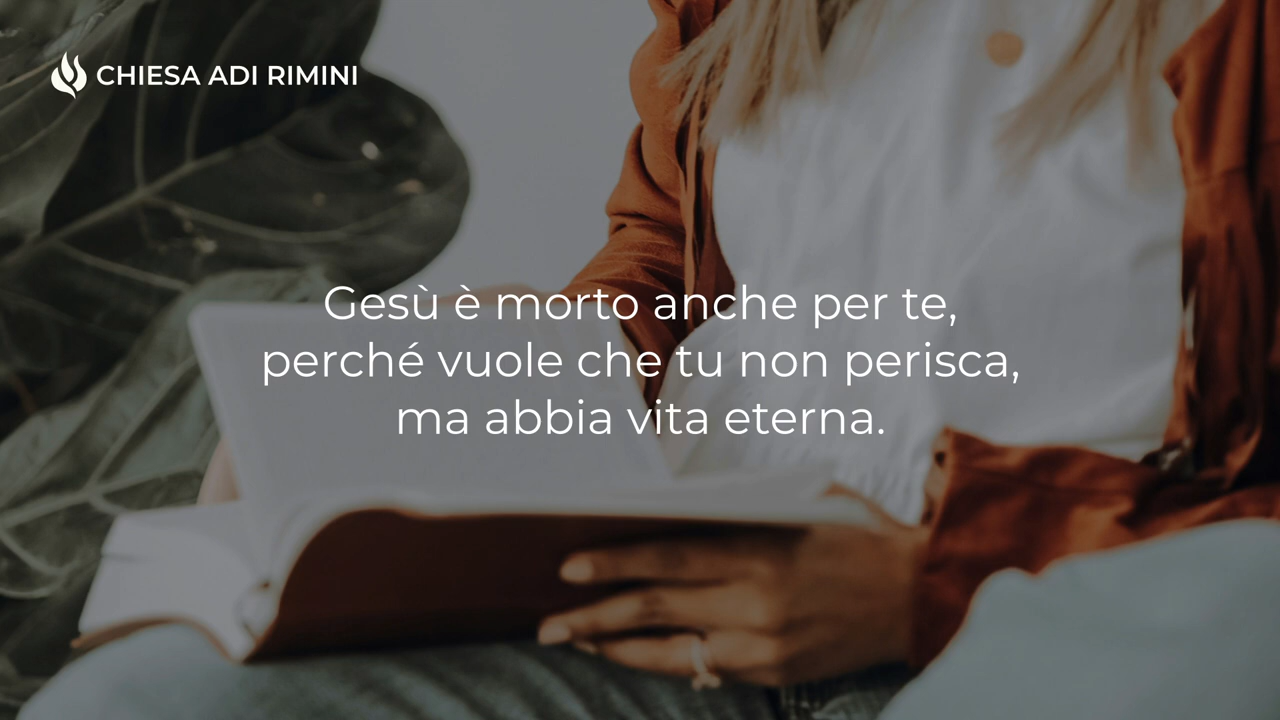 CHIESA ADI RIMINI
Gesù è morto anche per te,
perché vuole che tu non perisca,
ma abbia vita eterna.